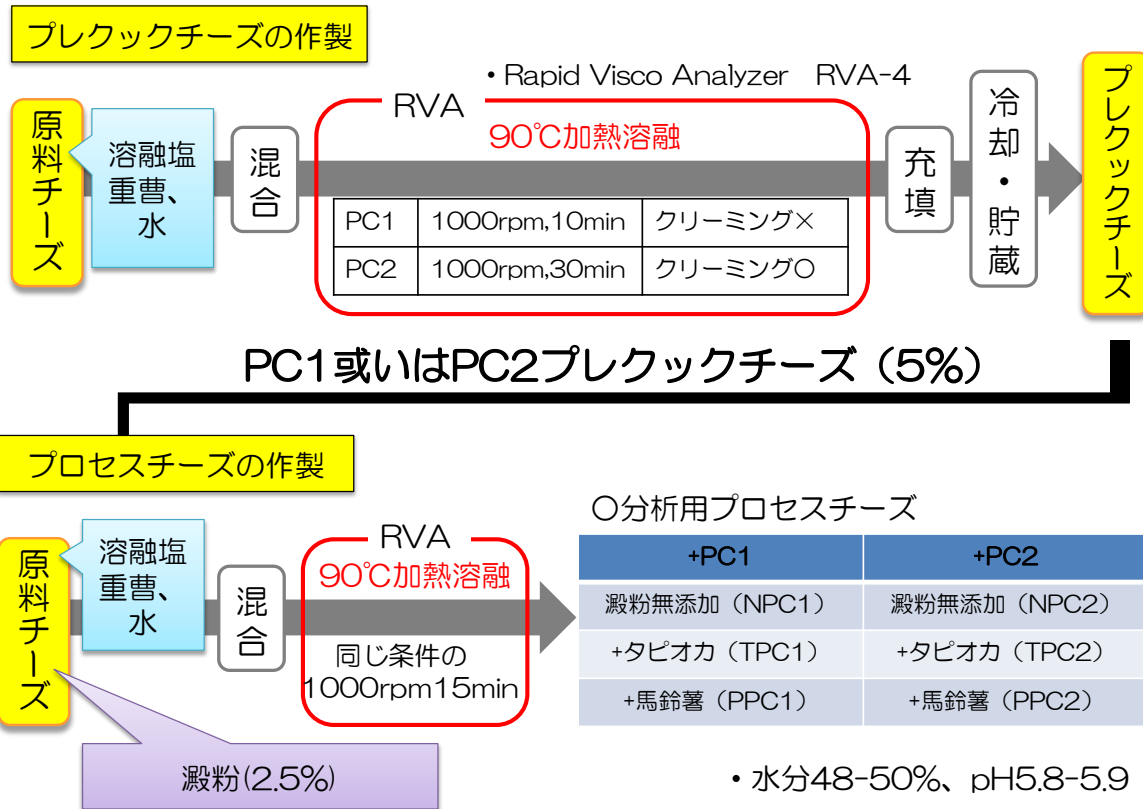 プレクックチーズの作製
・Rapid Visco Analyzer RVA-4
原料チーズ
溶融塩
重曹、
水
混合
RVA
90℃加熱溶融
PC1 1000rpm,10min クリーミング×
PC2 1000rpm,30min クリーミング〇
充填
冷却・貯蔵
プレクックチーズ
PC1或いはPC2プレクックチーズ（5%）
プロセスチーズの作製
原料チーズ
溶融塩
重曹、
水
混合
RVA
90℃加熱溶融
同じ条件の
1000rpm15min
澱粉(2.5%)
〇分析用プロセスチーズ
+PC1 +PC2
澱粉無添加（NPC1） 澱粉無添加（NPC2）
+タピオカ（TPC1） +タピオカ（TPC2）
+馬鈴薯（PPC1） +馬鈴薯（PPC2）
・水分48-50%、pH5.8-5.9